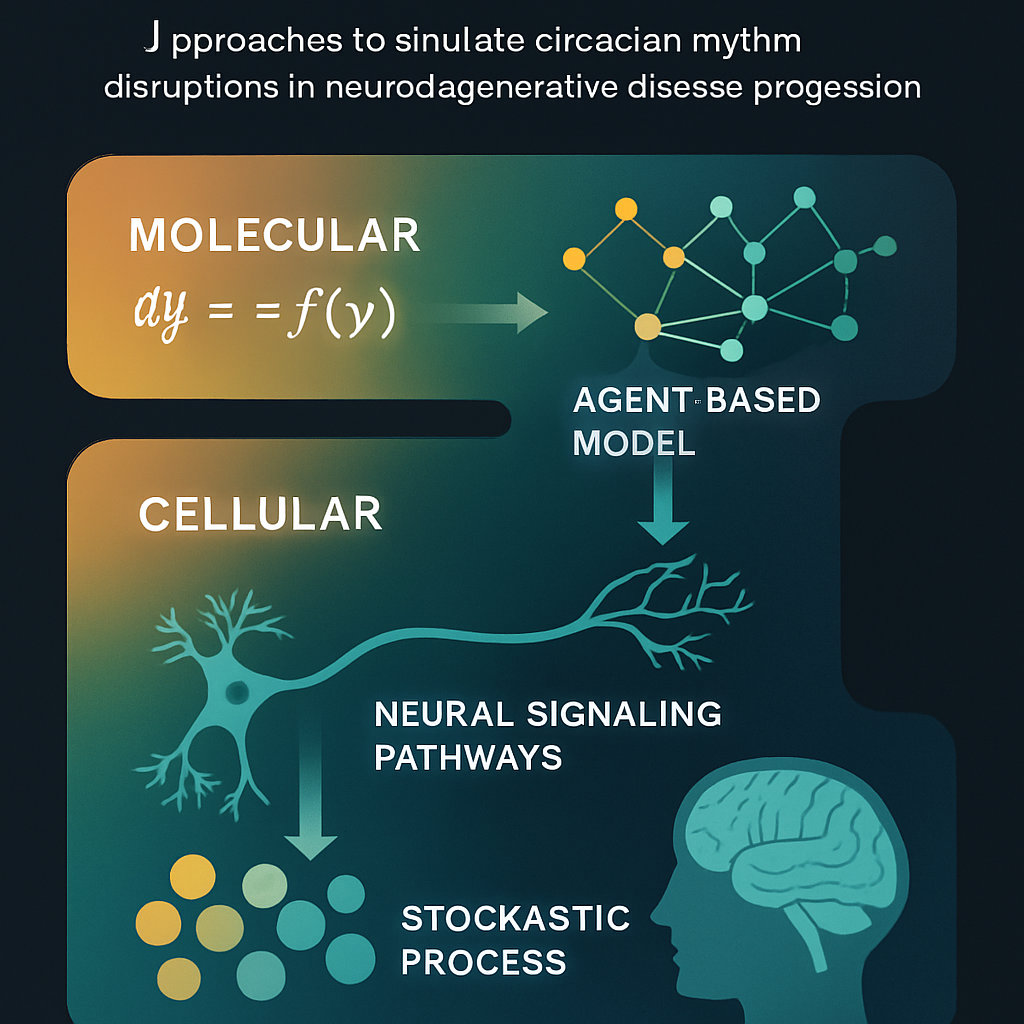 J pproaches to sinulate circacian mythm
disruptions in neurodagenerative disesse progession
MOLECULAR
dy = = f(y)
AGENT-BASED
MODEL
CELLULAR
NEURAL SIGNALING
PATHWAYS
STOCKASTIC
PROCESS